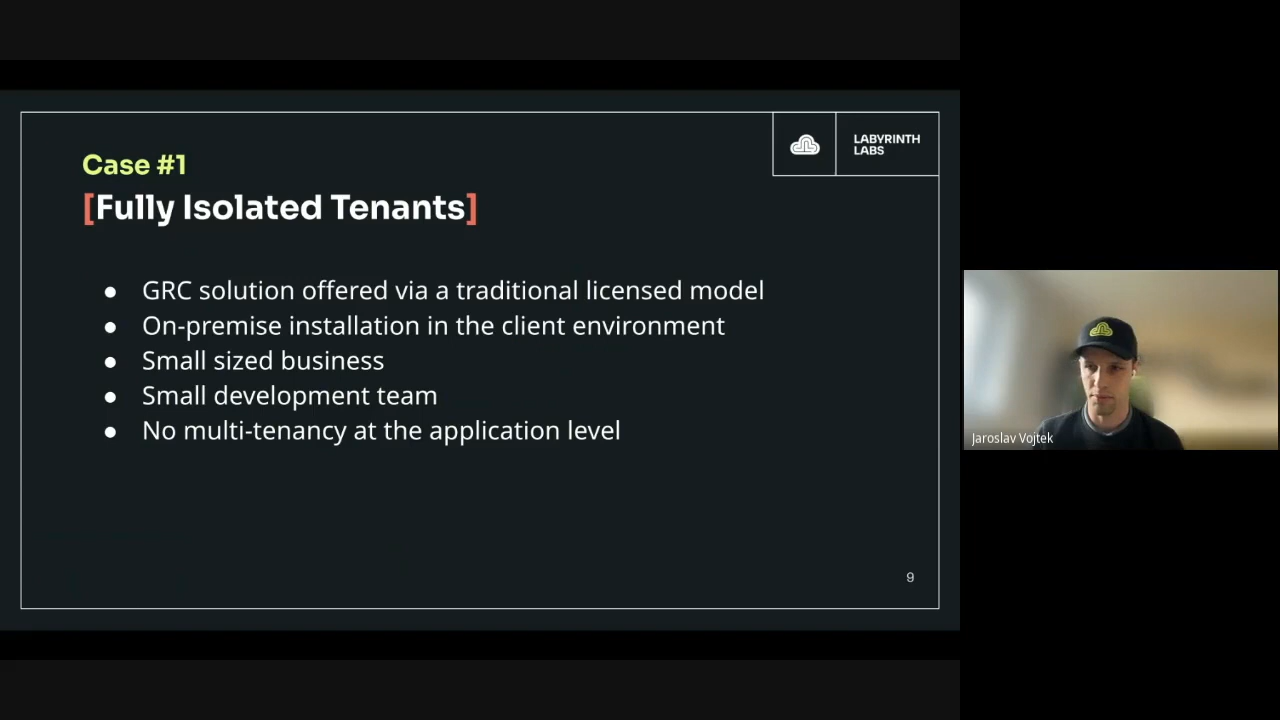 Case #1
[Fully Isolated Tenants]
LABYRINTH
LABS
● GRC solution offered via a traditional licensed model
● On-premise installation in the client environment
● Small sized business
● Small development team
● No multi-tenancy at the application level
9
Jaroslav Vojtek